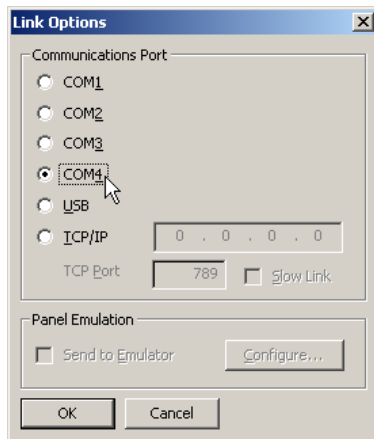 Link Options
Communications Port
COM1
COM2
COM3
COM4
USB
TCP/IP 0 . 0 . 0 . 0
TCP Port 789 Slow Link
Panel Emulation
Send to Emulator Configure...
OK Cancel